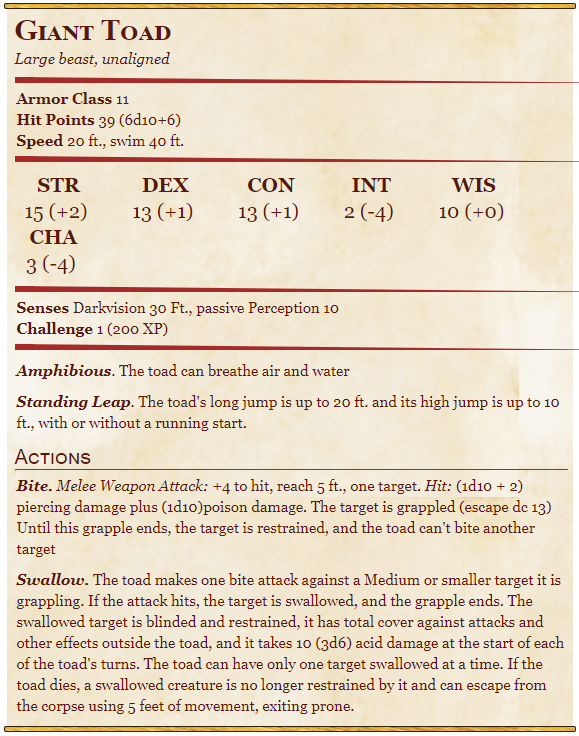 Giant Toad
Large beast, unaligned
Armor Class 11
Hit Points 39 (6d10+6)
Speed 20 ft., swim 40 ft.
STR DEX CON INT WIS
15 (+2) 13 (+1) 13 (+1) 2 (-4) 10 (+0)
CHA
3 (-4)
Senses Darkvision 30 Ft., passive Perception 10
Challenge 1 (200 XP)
Amphibious. The toad can breathe air and water
Standing Leap. The toad's long jump is up to 20 ft. and its high jump is up to 10
ft., with or without a running start.
Actions
Bite. Melee Weapon Attack: +4 to hit, reach 5 ft., one target. Hit: (1d10 + 2)
piercing damage plus (1d10)poison damage. The target is grappled (escape dc 13)
Until this grapple ends, the target is restrained, and the toad can't bite another
target
Swallow. The toad makes one bite attack against a Medium or smaller target it is
grappling. If the attack hits, the target is swallowed, and the grapple ends. The
swallowed target is blinded and restrained, it has total cover against attacks and
other effects outside the toad, and it takes 10 (3d6) acid damage at the start of each
of the toad's turns. The toad can have only one target swallowed at a time. If the
toad dies, a swallowed creature is no longer restrained by it and can escape from
the corpse using 5 feet of movement, exiting prone.